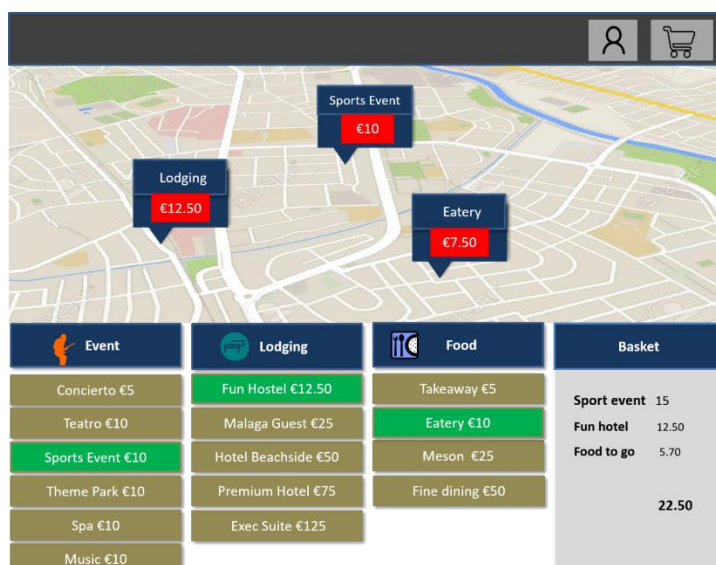 Sports Event
€10
Lodging
€12.50
Eatery
€7.50
Event
Lodging
Food
Basket
Concierto €5
Teatro €10
Sports Event €10
Theme Park €10
Spa €10
Music €10
Fun Hostel €12.50
Malaga Guest €25
Hotel Beachside €50
Premium Hotel €75
Exec Suite €125
Takeaway €5
Eatery €10
Meson €25
Fine dining €50
Sport event 15
Fun hotel 12.50
Food to go 5.70
22.50